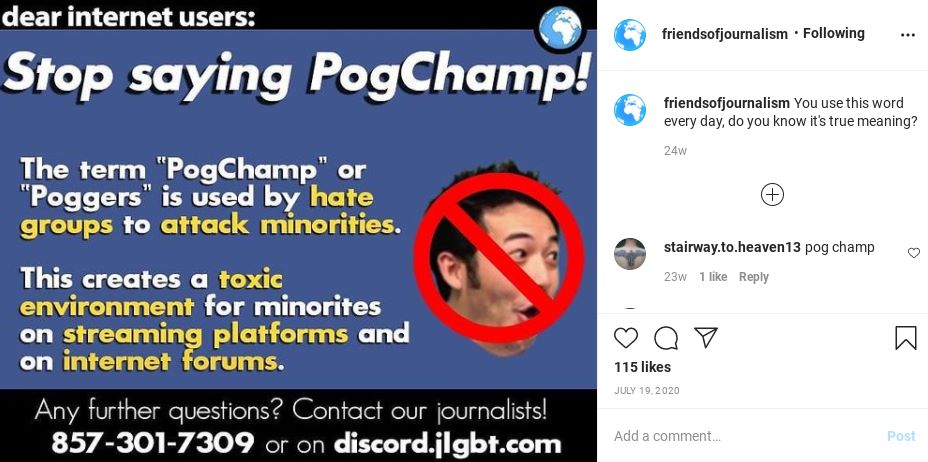 dear internet users:
Stop saying PogChamp!
The term "PogChamp" or
"Poggers" is used by hate
groups to attack minorities.
This creates a toxic
environment for minorites
on streaming platforms and
on internet forums.
Any further questions? Contact our journalists!
857-301-7309 or on discord.jlgbt.com
friendsofjournalism • Following
friendsofjournalism You use this word
every day, do you know it's true meaning?
24w
stairway.to.heaven13 pog champ
23w 1 like Reply
115 likes
JULY 19, 2020
Add a comment... Post